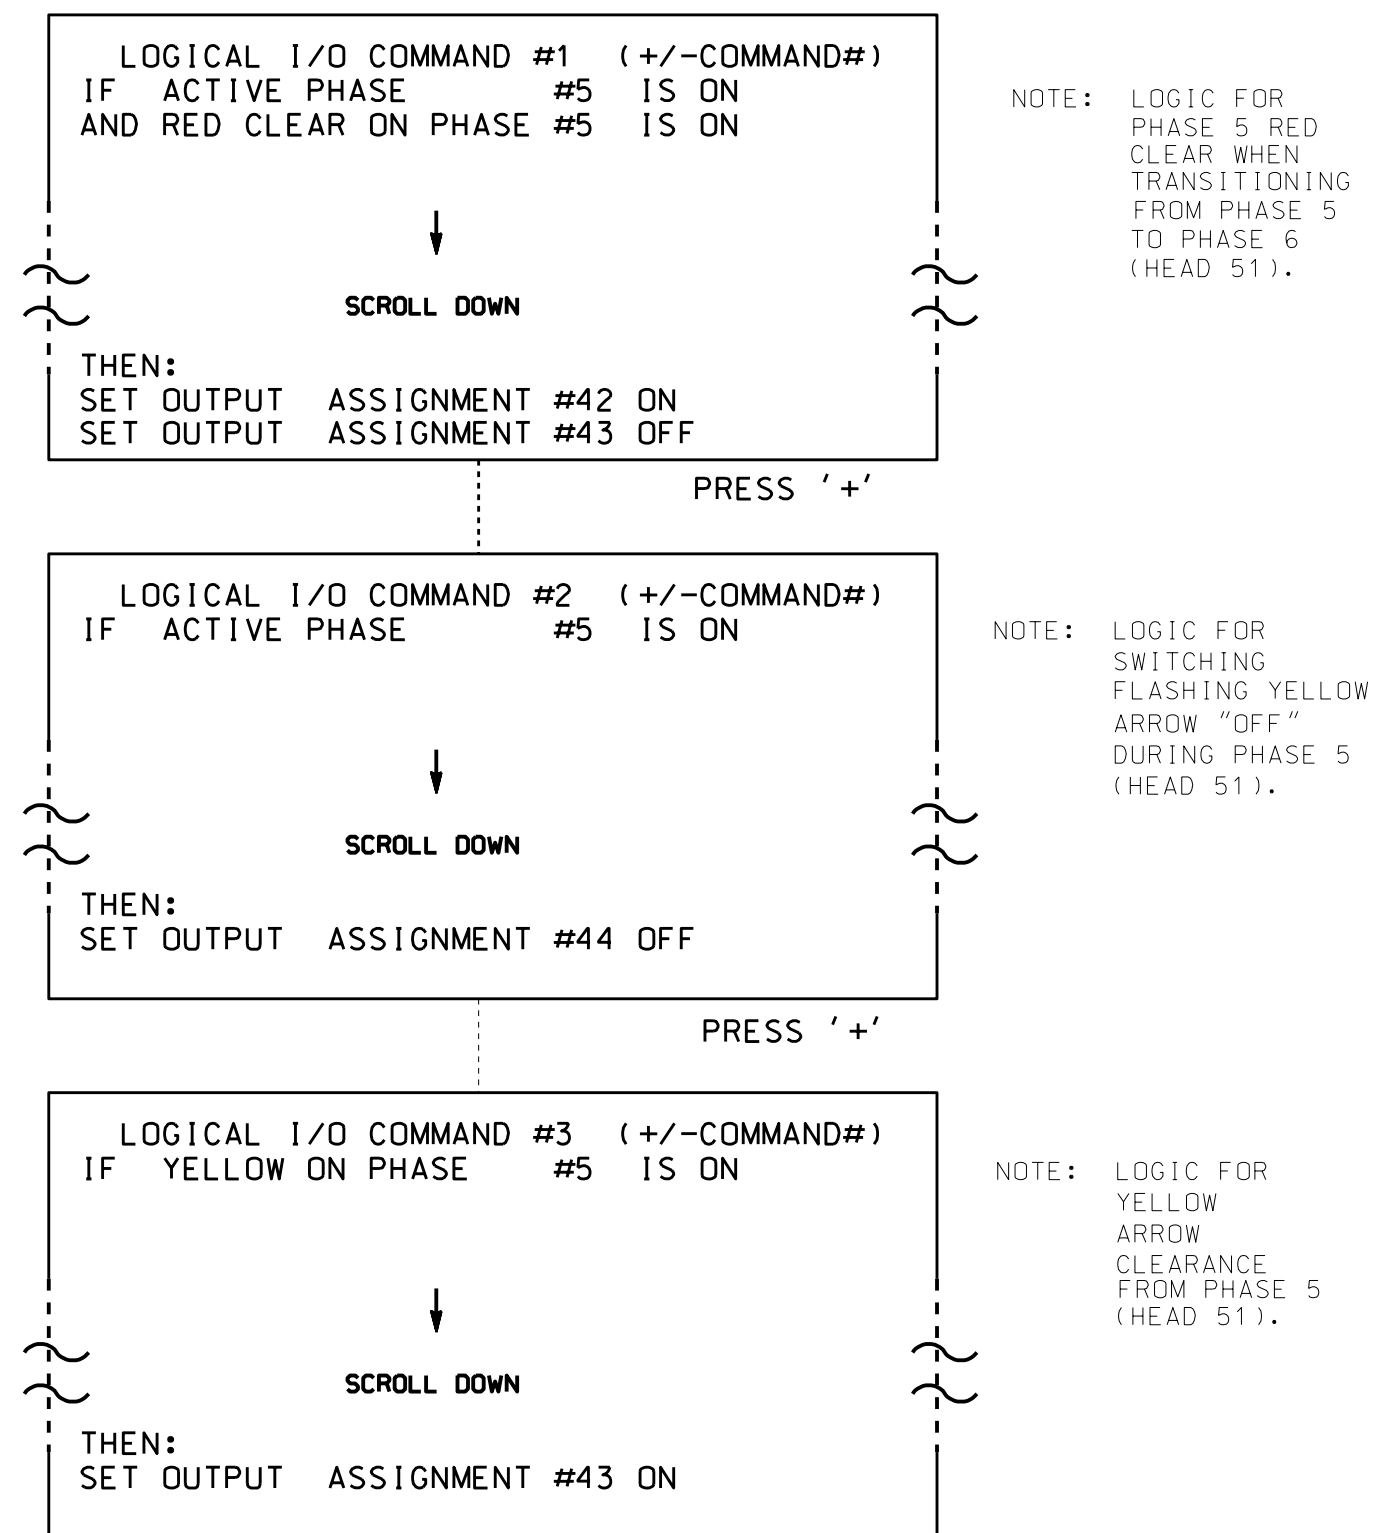 LOGICAL I/O COMMAND #1 (+/-COMMAND#)
IF ACTIVE PHASE #5 IS ON
AND RED CLEAR ON PHASE #5 IS ON
SCROLL DOWN
THEN:
SET OUTPUT ASSIGNMENT #42 ON
SET OUTPUT ASSIGNMENT #43 OFF
NOTE: LOGIC FOR
PHASE 5 RED
CLEAR WHEN
TRANSITIONING
FROM PHASE 5
TO PHASE 6
(HEAD 51).
PRESS '+'
LOGICAL I/O COMMAND #2 (+/-COMMAND#)
IF ACTIVE PHASE #5 IS ON
SCROLL DOWN
THEN:
SET OUTPUT ASSIGNMENT #44 OFF
NOTE: LOGIC FOR
SWITCHING
FLASHING YELLOW
ARROW "OFF"
DURING PHASE 5
(HEAD 51).
PRESS '+'
LOGICAL I/O COMMAND #3 (+/-COMMAND#)
IF YELLOW ON PHASE #5 IS ON
SCROLL DOWN
THEN:
SET OUTPUT ASSIGNMENT #43 ON
NOTE: LOGIC FOR
YELLOW
ARROW
CLEARANCE
FROM PHASE 5
(HEAD 51).